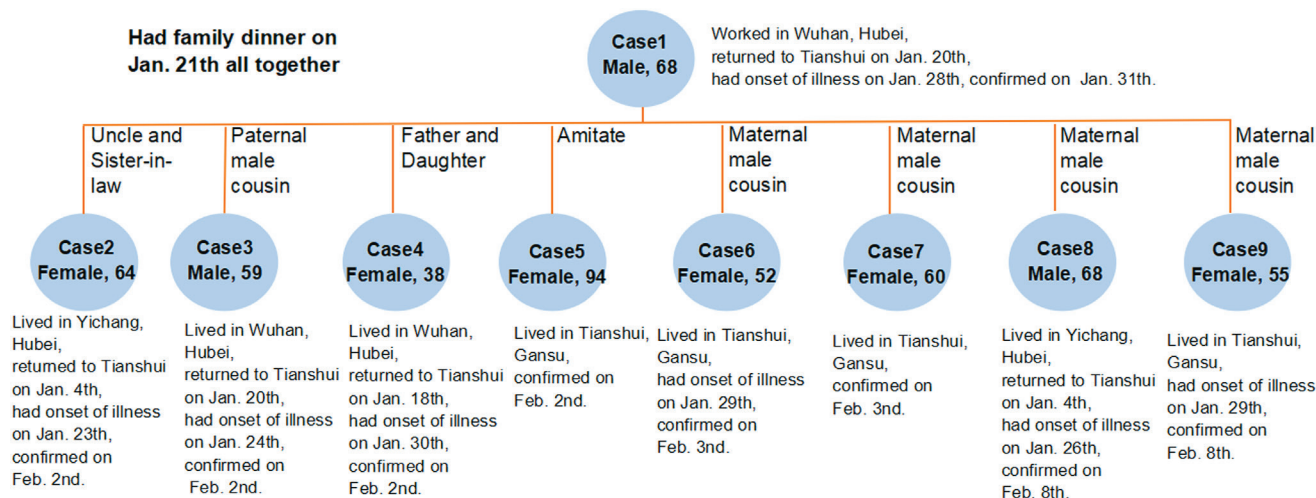 Had family dinner on
Jan. 21th all together
Case1
Male, 68
Worked in Wuhan, Hubei,
returned to Tianshui on Jan. 20th,
had onset of illness on Jan. 28th, confirmed on Jan. 31th.
Uncle and
Sister-in-
law
Paternal
male
cousin
Father and
Daughter
Amitate
Maternal
male
cousin
Maternal
male
cousin
Maternal
male
cousin
Maternal
male
cousin
Case2
Female, 64
Case3
Male, 59
Case4
Female, 38
Case5
Female, 94
Case6
Female, 52
Case7
Female, 60
Case8
Male, 68
Case9
Female, 55
Lived in Yichang,
Hubei,
returned to Tianshui
on Jan. 4th,
had onset of illness
on Jan. 23th,
confirmed on
Feb. 2nd.
Lived in Wuhan,
Hubei,
returned to Tianshui
on Jan. 20th,
had onset of illness
on Jan. 24th,
confirmed on
Feb. 2nd.
Lived in Wuhan,
Hubei,
returned to Tianshui
on Jan. 18th,
had onset of illness
on Jan. 30th,
confirmed on
Feb. 2nd.
Lived in Tianshui,
Gansu,
confirmed on
Feb. 2nd.
Lived in Tianshui,
Gansu,
had onset of illness
on Jan. 29th,
confirmed on
Feb. 3nd.
Lived in Tianshui,
Gansu,
confirmed on
Feb. 3nd.
Lived in Yichang,
Hubei,
returned to Tianshui
on Jan. 4th,
had onset of illness
on Jan. 26th,
confirmed on
Feb. 8th.
Lived in Tianshui,
Gansu,
had onset of illness
on Jan. 29th,
confirmed on
Feb. 8th.